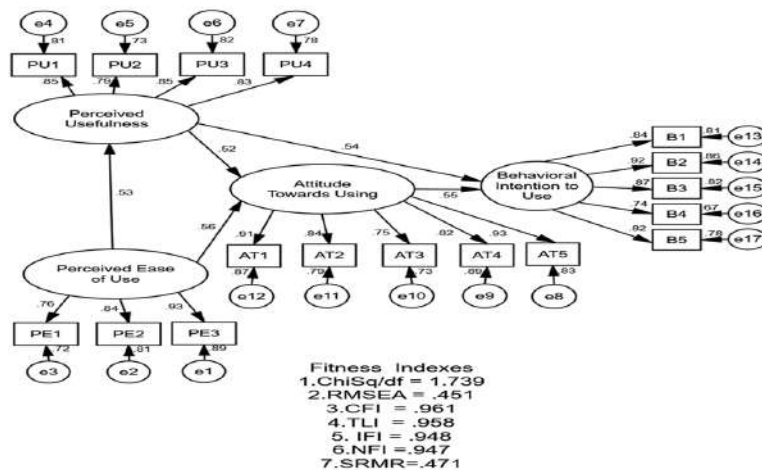 e4 e5 e6 e7
.81 .73 .82 .78
PU1 PU2 PU3 PU4
.85 .79 .85 .83
Perceived
Usefulness
.54
.52
.53
.56
Attitude
Towards Using
.55
Behavioral
Intention to
Use
.84 B1 .81 e13
.92 B2 .86 e14
.87 B3 .82 e15
.74 B4 .67 e16
.82 B5 .78 e17
.91 .84 .75 .82 .93
AT1 AT2 AT3 AT4 AT5
.87 .79 .73 .89 .83
e12 e11 e10 e9 e8
Perceived Ease
of Use
.76 .84 .93
PE1 PE2 PE3
.72 .81 .89
e3 e2 e1
Fitness Indexes
1.ChiSq/df = 1.739
2.RMSEA = .451
3.CFI = .961
4.TLI = .958
5. IFI = .948
6.NFI = .947
7.SRMR=.471